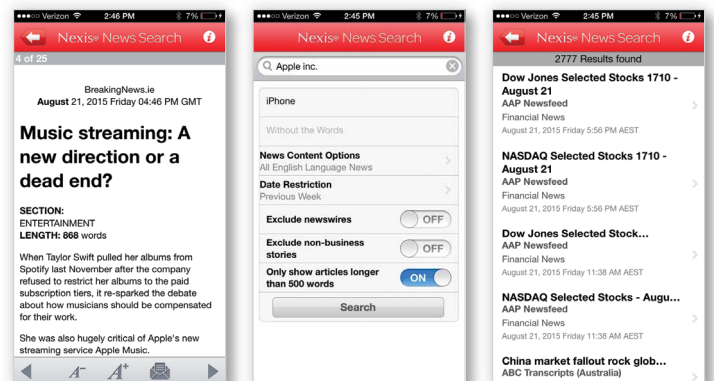 ●●●○○ Verizon 2:46 PM 7%
Nexis® News Search
4 of 25
BreakingNews.ie
August 21, 2015 Friday 04:46 PM GMT
Music streaming: A
new direction or a
dead end?
SECTION:
ENTERTAINMENT
LENGTH: 868 words
When Taylor Swift pulled her albums from
Spotify last November after the company
refused to restrict her albums to the paid
subscription tiers, it re-sparked the debate
about how musicians should be compensated
for their work.
She was also hugely critical of Apple's new
streaming service Apple Music.
A- A+
●●●○○ Verizon 2:45 PM 7%
Nexis® News Search
Apple inc.
iPhone
Without the Words
News Content Options
All English Language News
Date Restriction
Previous Week
Exclude newswires OFF
Exclude non-business
stories OFF
Only show articles longer
than 500 words ON
Search
●●●○○ Verizon 2:45 PM 7%
Nexis® News Search
2777 Results found
Dow Jones Selected Stocks 1710 -
August 21
AAP Newsfeed
Financial News
August 21, 2015 Friday 5:56 PM AEST
NASDAQ Selected Stocks 1710 -
August 21
AAP Newsfeed
Financial News
August 21, 2015 Friday 5:56 PM AEST
Dow Jones Selected Stock...
AAP Newsfeed
Financial News
August 21, 2015 Friday 11:38 AM AEST
NASDAQ Selected Stocks - Augu...
AAP Newsfeed
Financial News
August 21, 2015 Friday 11:38 AM AEST
China market fallout rock glob...
ABC Transcripts (Australia)